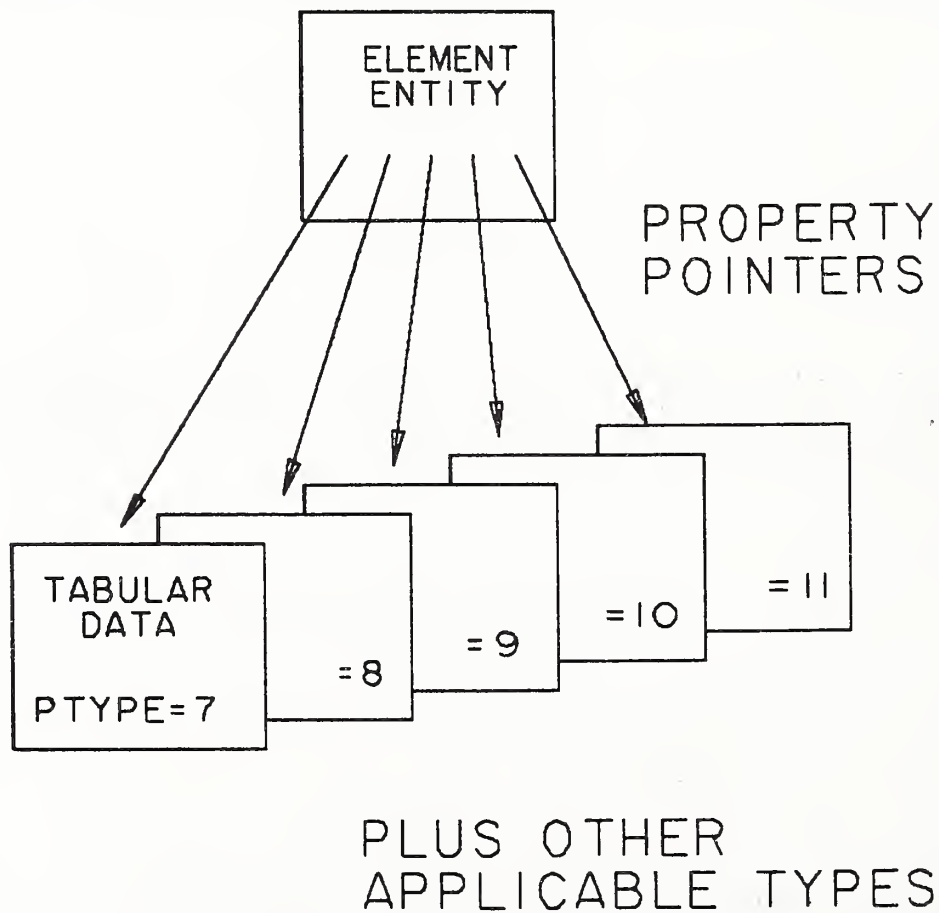 ELEMENT
ENTITY
PROPERTY
POINTERS
TABULAR
DATA
PTYPE=7
=8
=9
=10
=11
PLUS OTHER
APPLICABLE TYPES